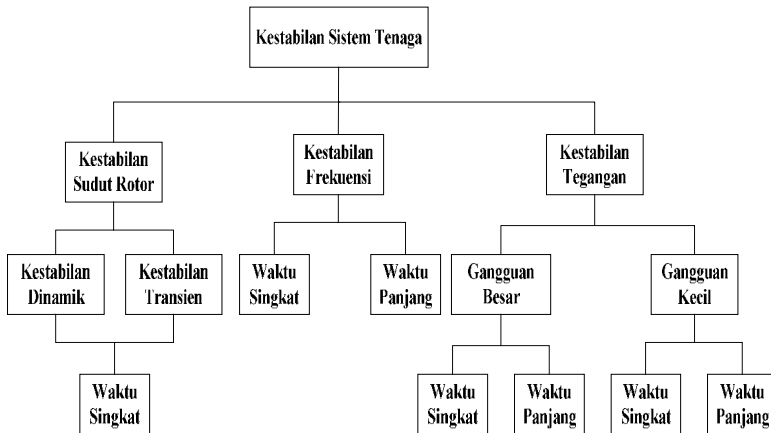 Kestabilan Sistem Tenaga
Kestabilan
Sudut Rotor
Kestabilan
Frekuensi
Kestabilan
Tegangan
Kestabilan
Dinamik
Kestabilan
Transien
Waktu
Singkat
Waktu
Panjang
Gangguan
Besar
Gangguan
Kecil
Waktu
Singkat
Waktu
Singkat
Waktu
Panjang
Waktu
Singkat
Waktu
Panjang